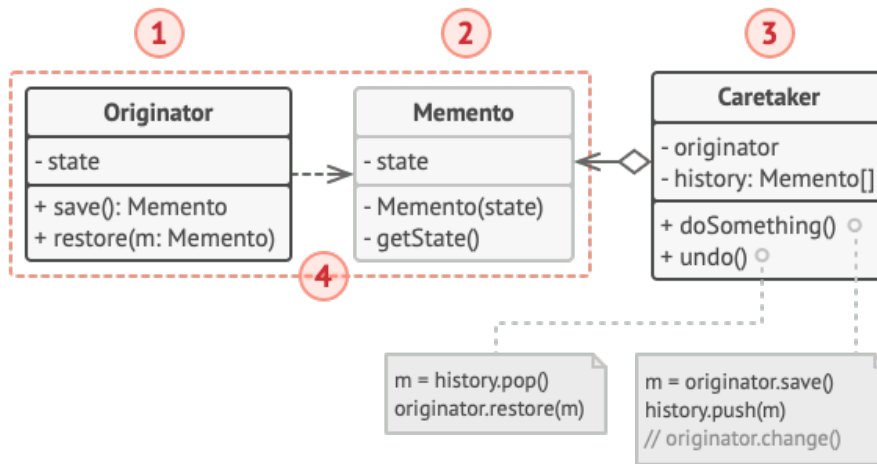 1
2
3
Originator
- state
+ save(): Memento
+ restore(m: Memento)
Memento
- state
- Memento(state)
- getState()
Caretaker
- originator
- history: Memento[]
+ doSomething()
+ undo()
4
m = history.pop()
originator.restore(m)
m = originator.save()
history.push(m)
// originator.change()